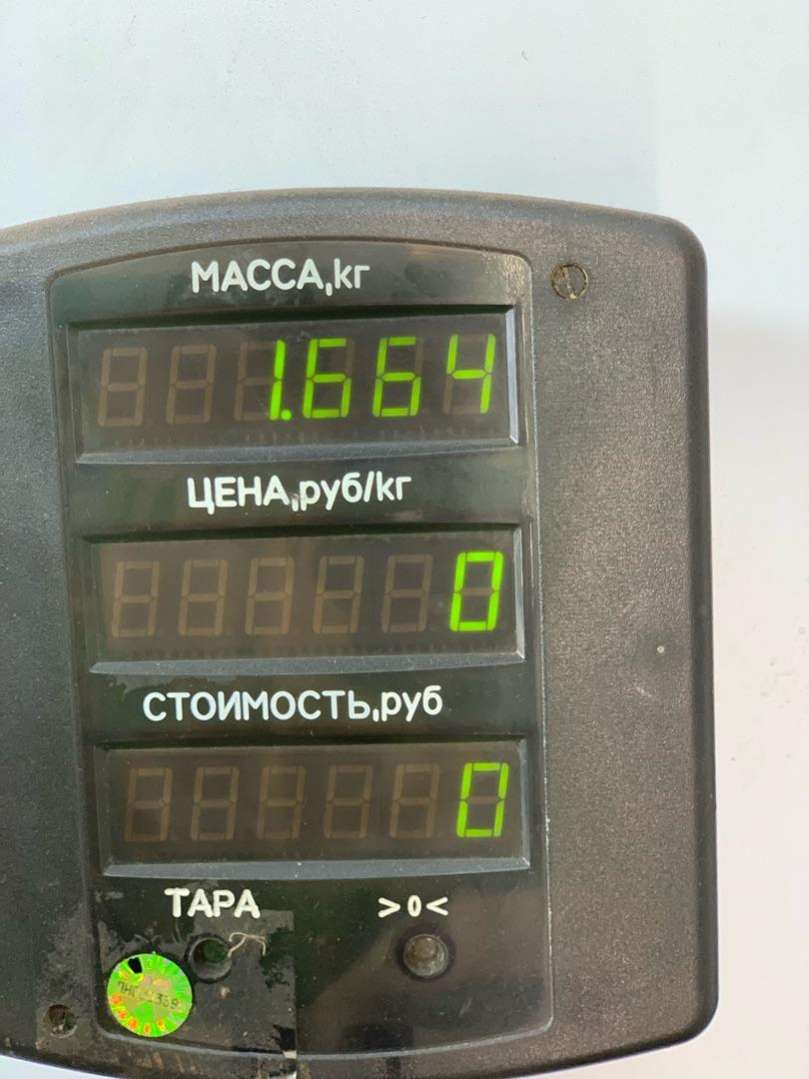 МАССА,кг
1.664
ЦЕНА,руб/кг
0
СТОИМОСТЬ,руб
0
ТАРА >0<